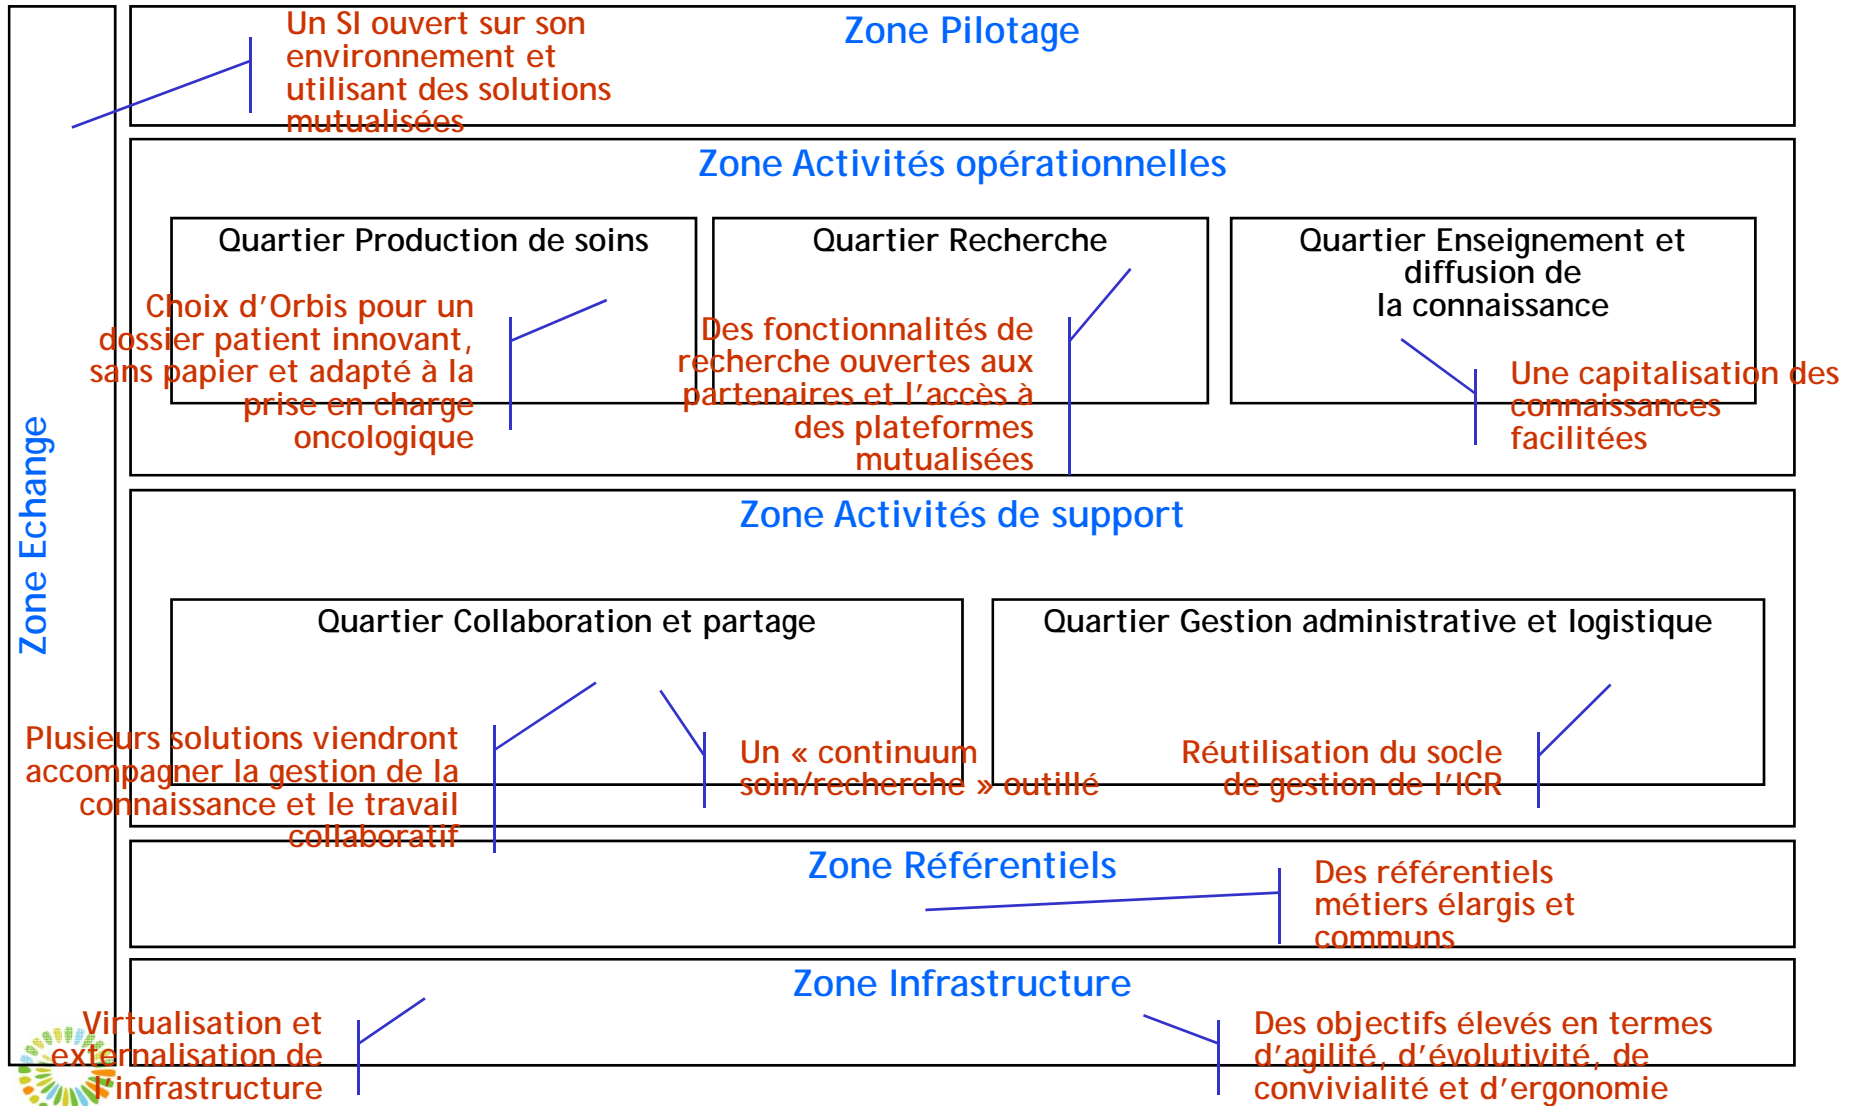 Un SI ouvert sur son
environnement et
utilisant des solutions
mutualisées
Zone Pilotage
Zone Echange
Zone Activités opérationnelles
Quartier Production de soins
Choix d'Orbis pour un
dossier patient innovant,
sans papier et adapté à la
prise en charge
oncologique
Quartier Recherche
Des fonctionnalités de
recherche ouvertes aux
partenaires et l'accès à
des plateformes
mutualisées
Quartier Enseignement et
diffusion de
la connaissance
Une capitalisation des
connaissances
facilitées
Zone Activités de support
Quartier Collaboration et partage
Plusieurs solutions viendront
accompagner la gestion de la
connaissance et le travail
collaboratif
Un « continuum
soin/recherche » outillé
Quartier Gestion administrative et logistique
Réutilisation du socle
de gestion de l'ICR
Zone Référentiels
Des référentiels
métiers élargis et
communs
Zone Infrastructure
Virtualisation et
externalisation de
l'infrastructure
Des objectifs élevés en termes
d'agilité, d'évolutivité, de
convivialité et d'ergonomie